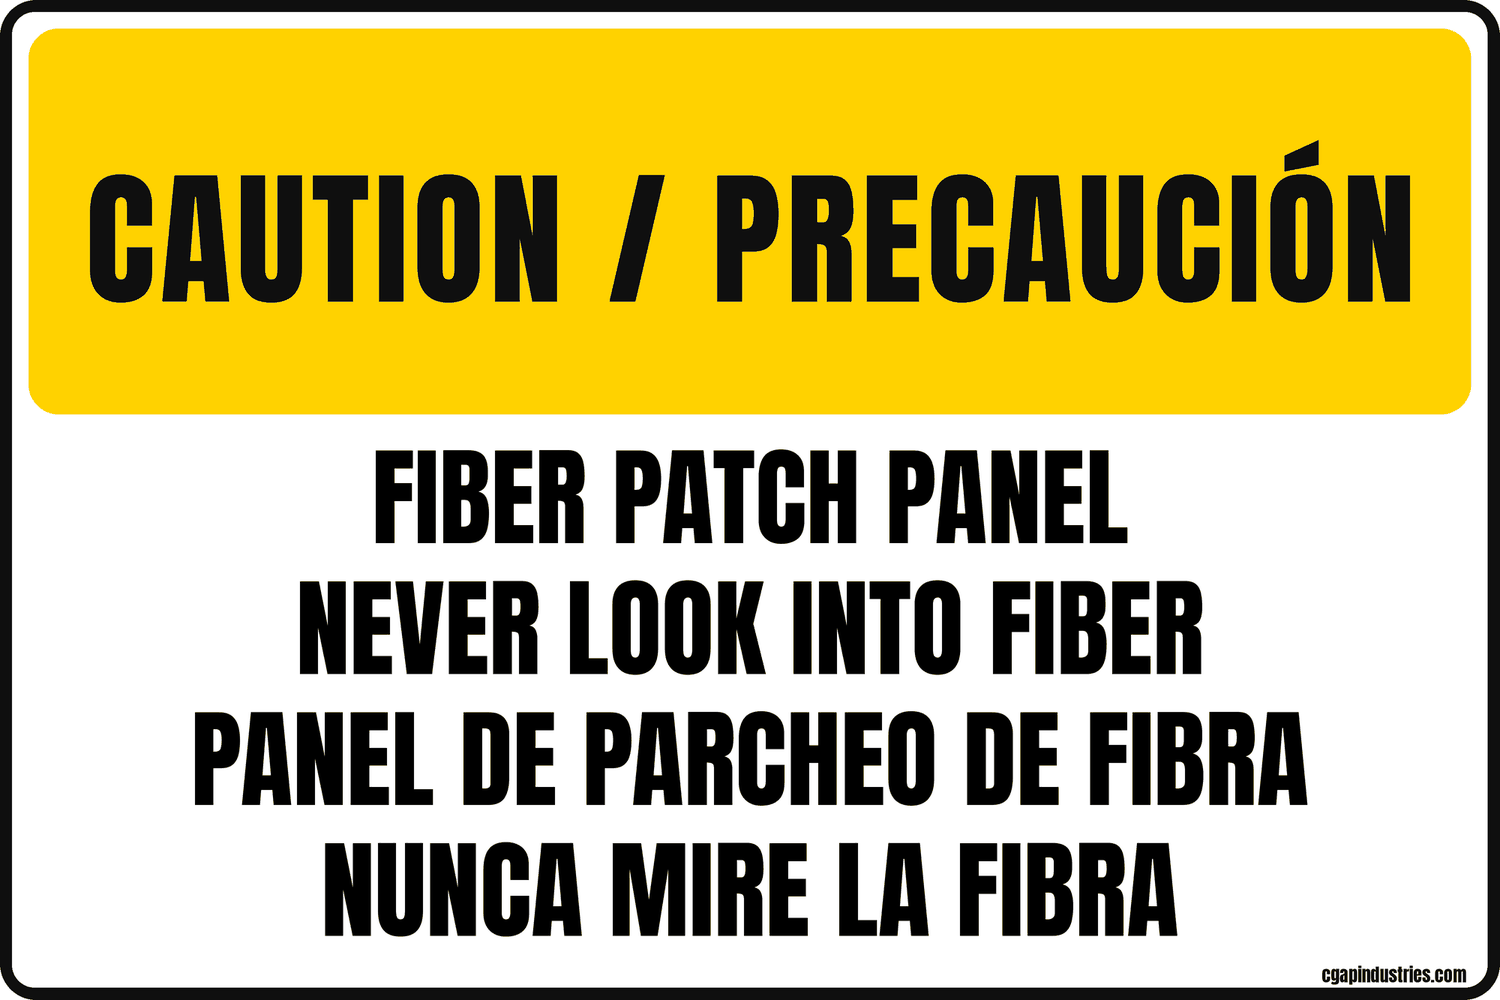 CAUTION / PRECAUCIÓN
FIBER PATCH PANEL
NEVER LOOK INTO FIBER
PANEL DE PARCHEO DE FIBRA
NUNCA MIRE LA FIBRA
cgapindustries.com